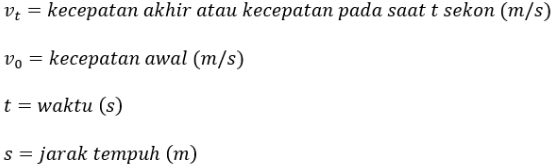 v_t = kecepatan akhir atau kecepatan pada saat t sekon (m/s)
v_0 = kecepatan awal (m/s)
t = waktu (s)
s = jarak tempuh (m)